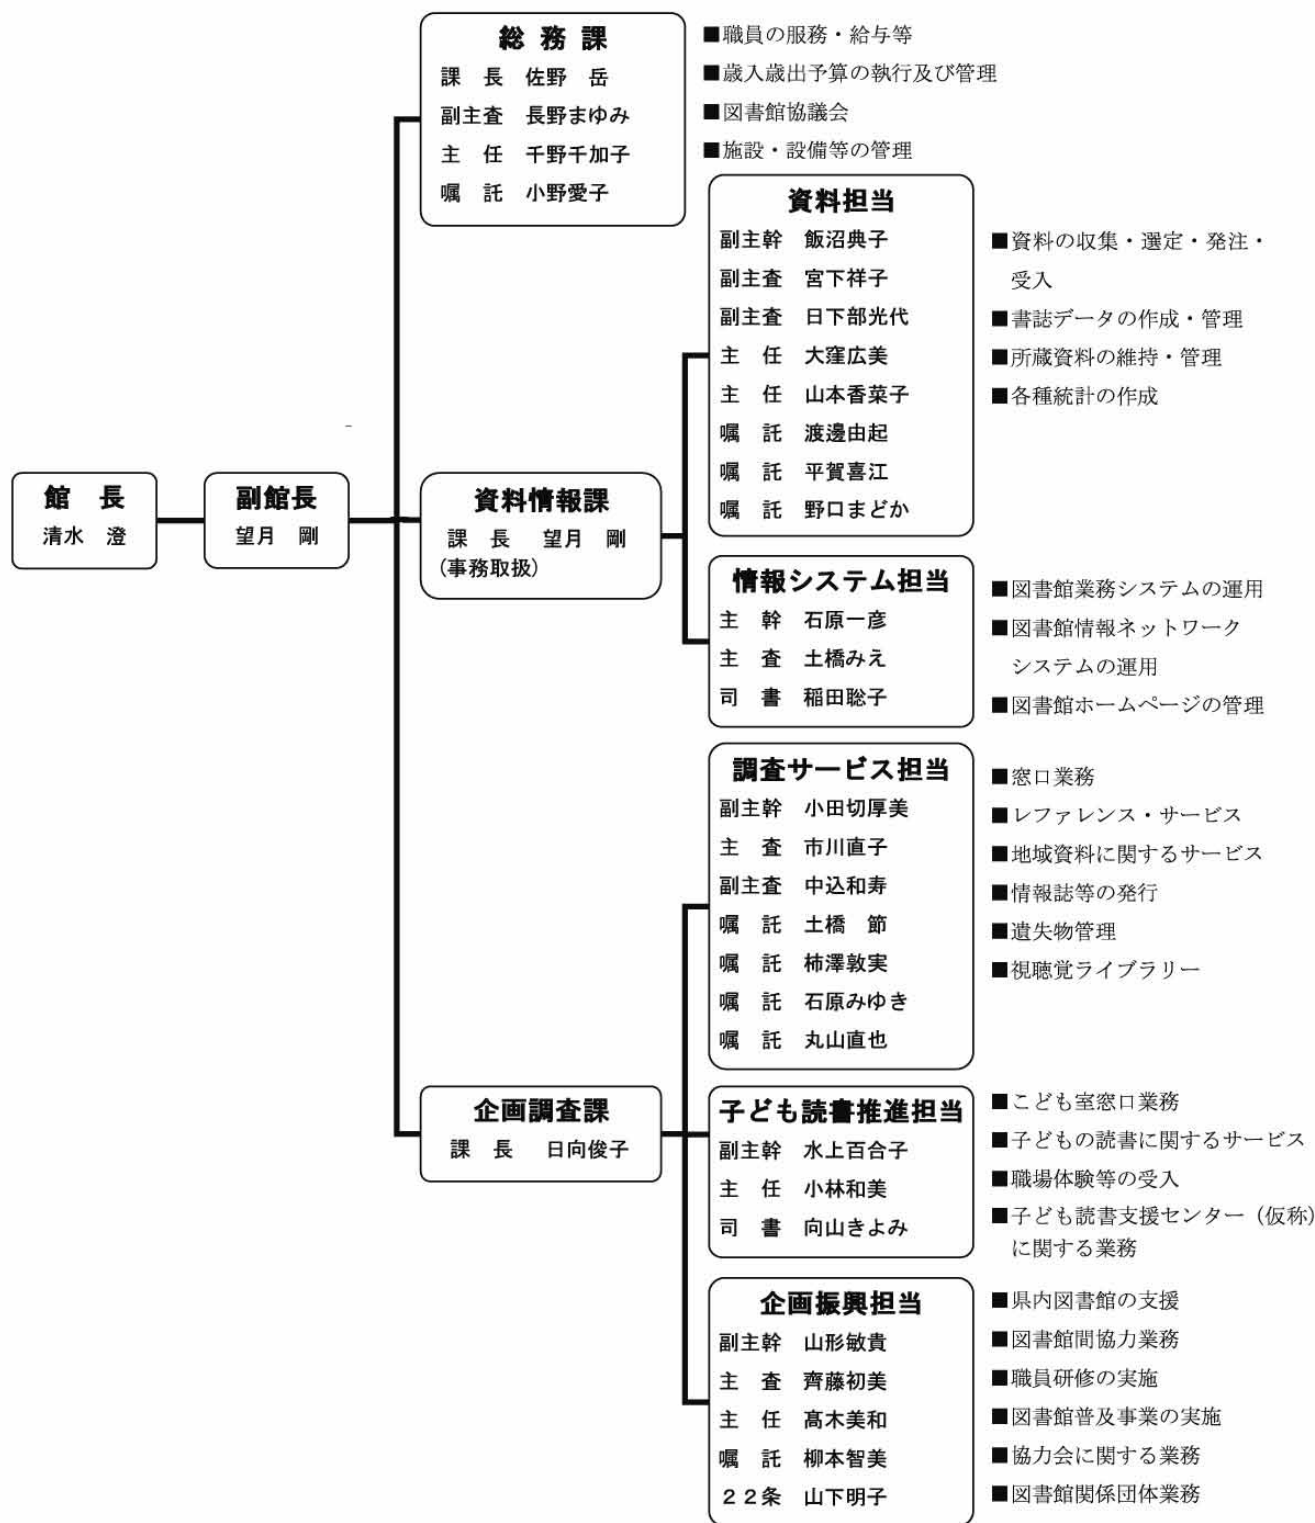 館　長
清水　澄
副館長
望月　剛
総務課
課　長　佐野　岳
副主査　長野まゆみ
主　任　千野千加子
嘱　託　小野愛子
■職員の服務・給与等
■歳入歳出予算の執行及び管理
■図書館協議会
■施設・設備等の管理
資料情報課
課　長　望月　剛
(事務取扱)
資料担当
副主幹　飯沼典子
副主査　宮下祥子
副主査　日下部光代
主　任　大窪広美
主　任　山本香菜子
嘱　託　渡邊由起
嘱　託　平賀喜江
嘱　託　野口まどか
■資料の収集・選定・発注・
受入
■書誌データの作成・管理
■所蔵資料の維持・管理
■各種統計の作成
情報システム担当
主　幹　石原一彦
主　査　土橋みえ
司　書　稲田聡子
■図書館業務システムの運用
■図書館情報ネットワーク
システムの運用
■図書館ホームページの管理
企画調査課
課　長　日向俊子
調査サービス担当
副主幹　小田切厚美
主　査　市川直子
副主査　中込和寿
嘱　託　土橋　節
嘱　託　柿澤敦実
嘱　託　石原みゆき
嘱　託　丸山直也
■窓口業務
■レファレンス・サービス
■地域資料に関するサービス
■情報誌等の発行
■遺失物管理
■視聴覚ライブラリー
子ども読書推進担当
副主幹　水上百合子
主　任　小林和美
司　書　向山きよみ
■こども室窓口業務
■子どもの読書に関するサービス
■職場体験等の受入
■子ども読書支援センター（仮称）
に関する業務
企画振興担当
副主幹　山形敏貴
主　査　齊藤初美
主　任　髙木美和
嘱　託　柳本智美
２２条　山下明子
■県内図書館の支援
■図書館間協力業務
■職員研修の実施
■図書館普及事業の実施
■協力会に関する業務
■図書館関係団体業務